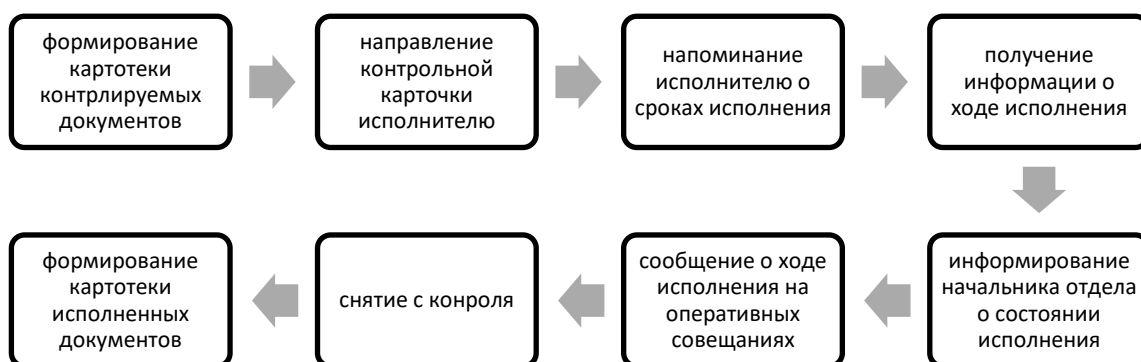 формирование
картотеки
контрлируемых
документов
направление
контрольной
карточки
исполнителю
напоминание
исполнителю о
сроках исполнения
получение
информации о
ходе исполнения
информирование
начальника отдела
о состоянии
исполнения
сообщение о ходе
исполнения на
оперативных
совещаниях
снятие с конроля
формирование
картотеки
исполненных
документов